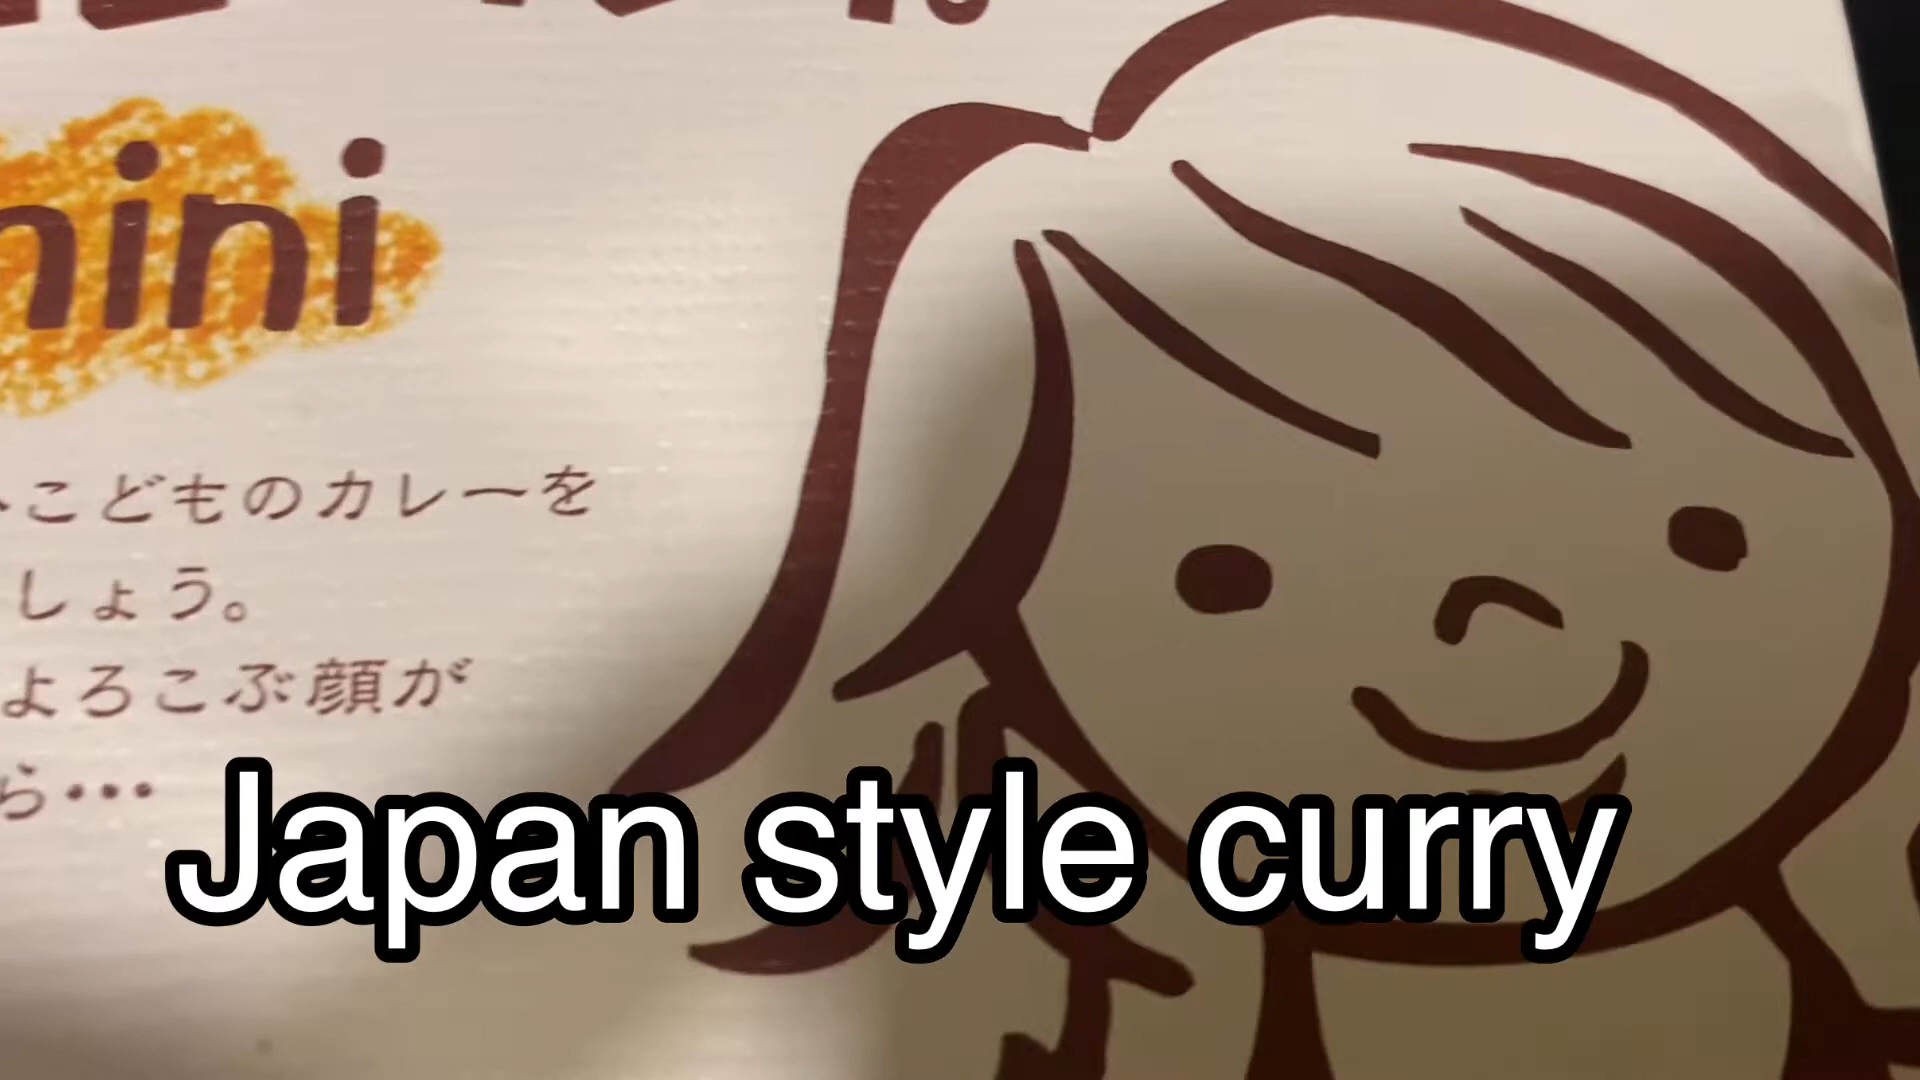 mini
こどものカレーを
しょう。
よろこぶ顔が
ら…
Japan style curry